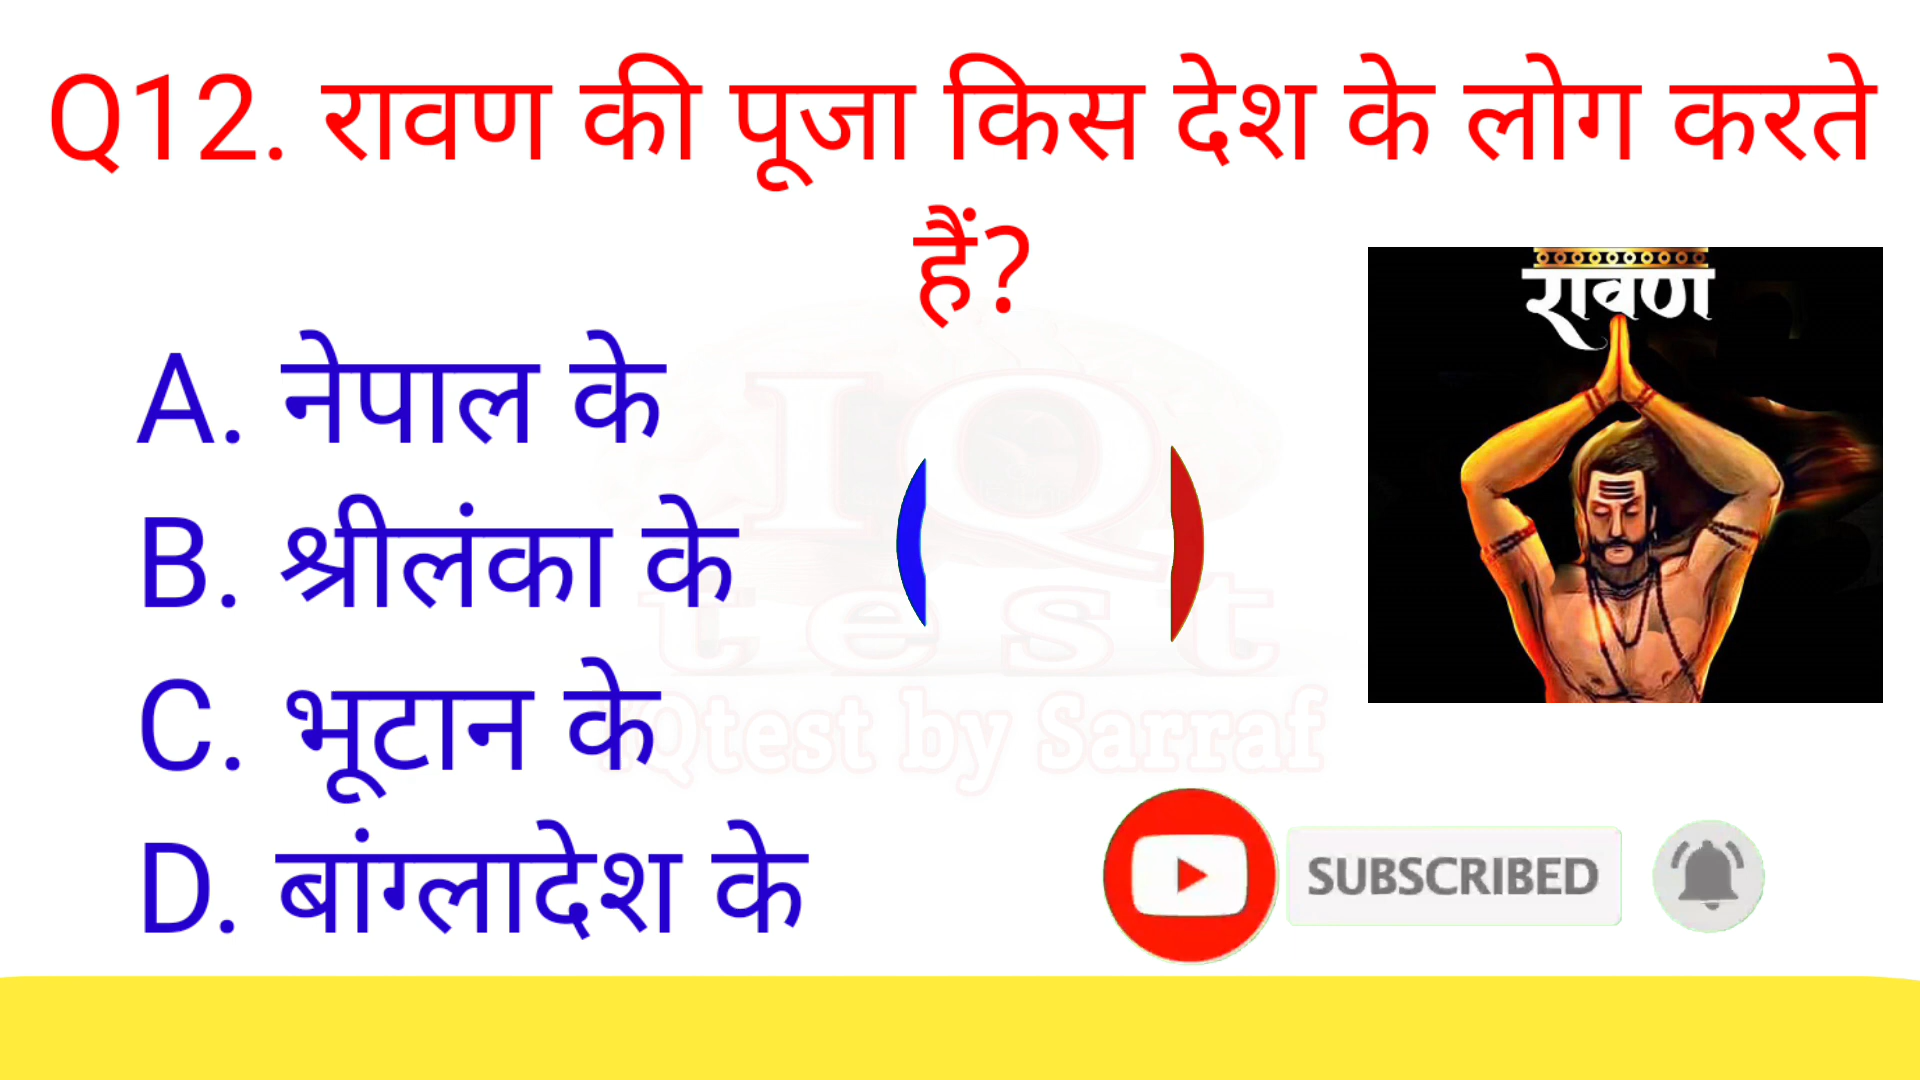 Q12. रावण की पूजा किस देश के लोग करते
हैं?
रावण
A. नेपाल के
B. श्रीलंका के
C. भूटान के
D. बांग्लादेश के
IQ
test
IQtest by Sarraf
SUBSCRIBED